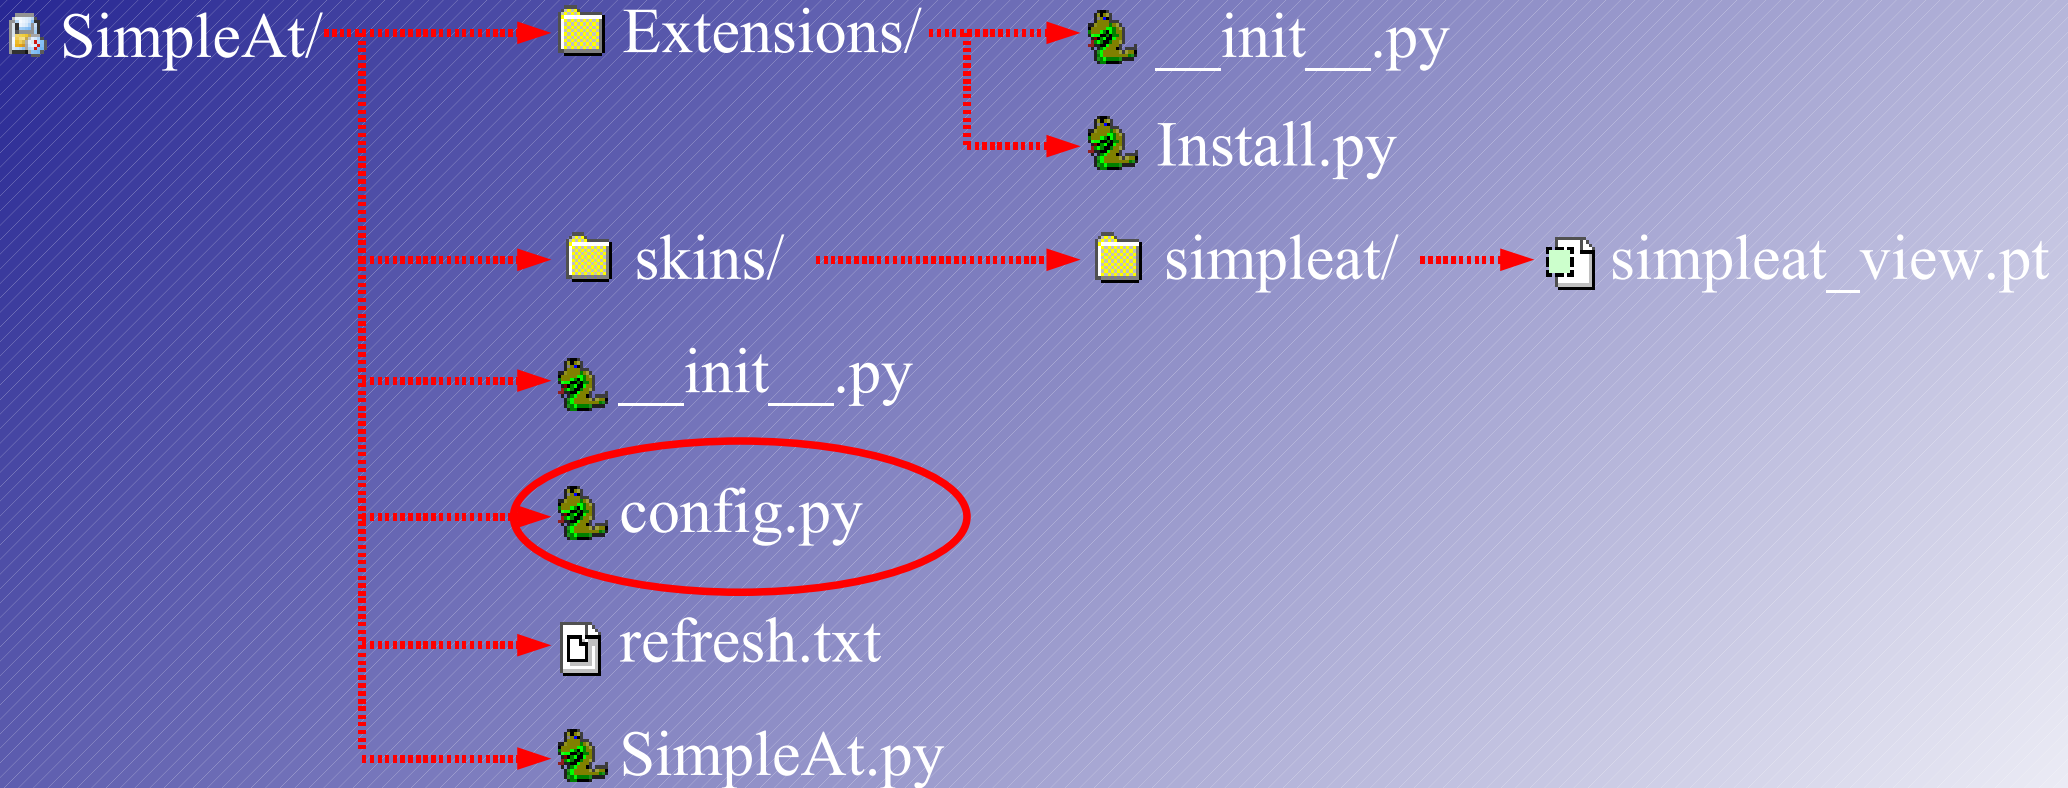 SimpleAt/ Extensions/ __init__.py
Install.py
skins/ simpleat/ simpleat_view.pt
__init__.py
config.py
refresh.txt
SimpleAt.py